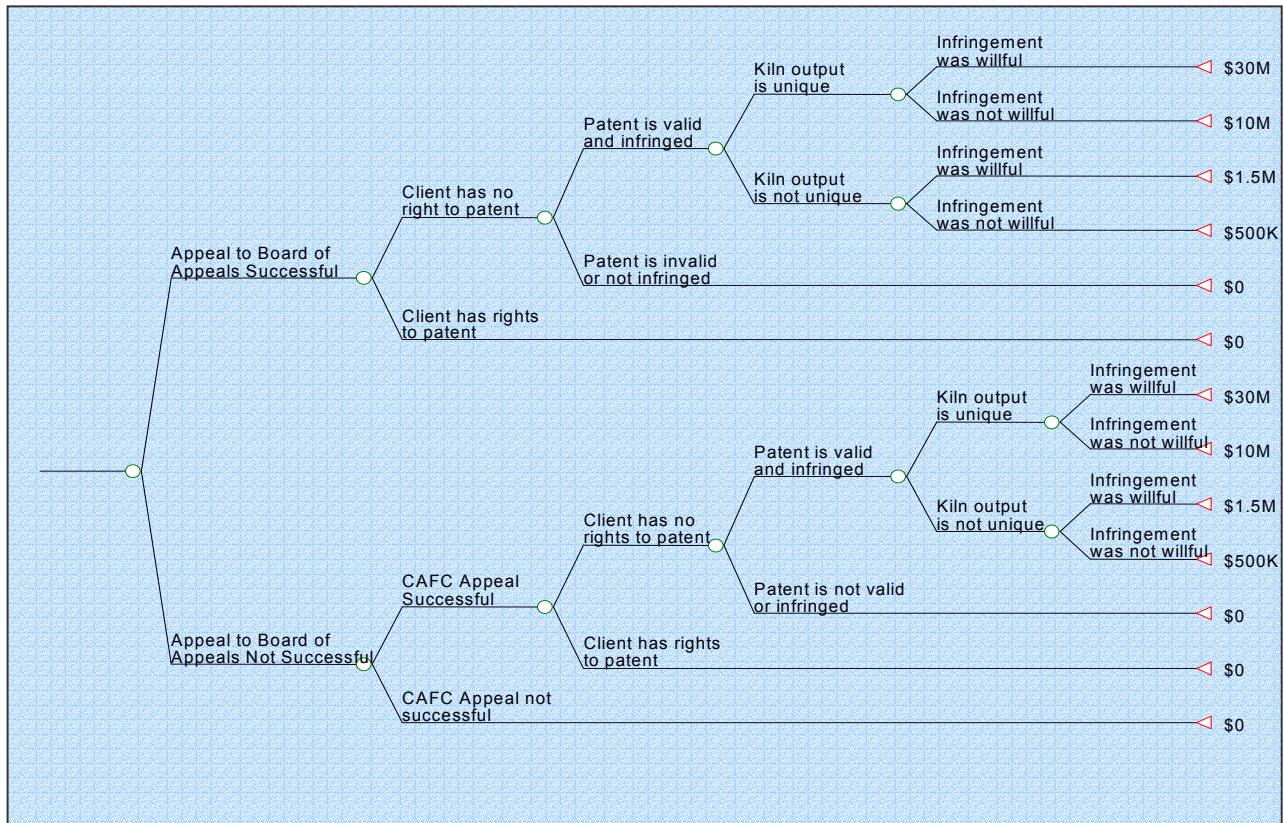 Infringement
was willful
$30M
Kiln output
is unique
Infringement
was not willful
$10M
Patent is valid
and infringed
Infringement
was willful
$1.5M
Kiln output
is not unique
Infringement
was not willful
$500K
Client has no
right to patent
Patent is invalid
or not infringed
$0
Appeal to Board of
Appeals Successful
Client has rights
to patent
$0
Infringement
was willful
$30M
Kiln output
is unique
Infringement
was not willful
$10M
Patent is valid
and infringed
Infringement
was willful
$1.5M
Kiln output
is not unique
Infringement
was not willful
$500K
Client has no
rights to patent
Patent is not valid
or infringed
$0
CAFC Appeal
Successful
Client has rights
to patent
$0
Appeal to Board of
Appeals Not Successful
CAFC Appeal not
successful
$0